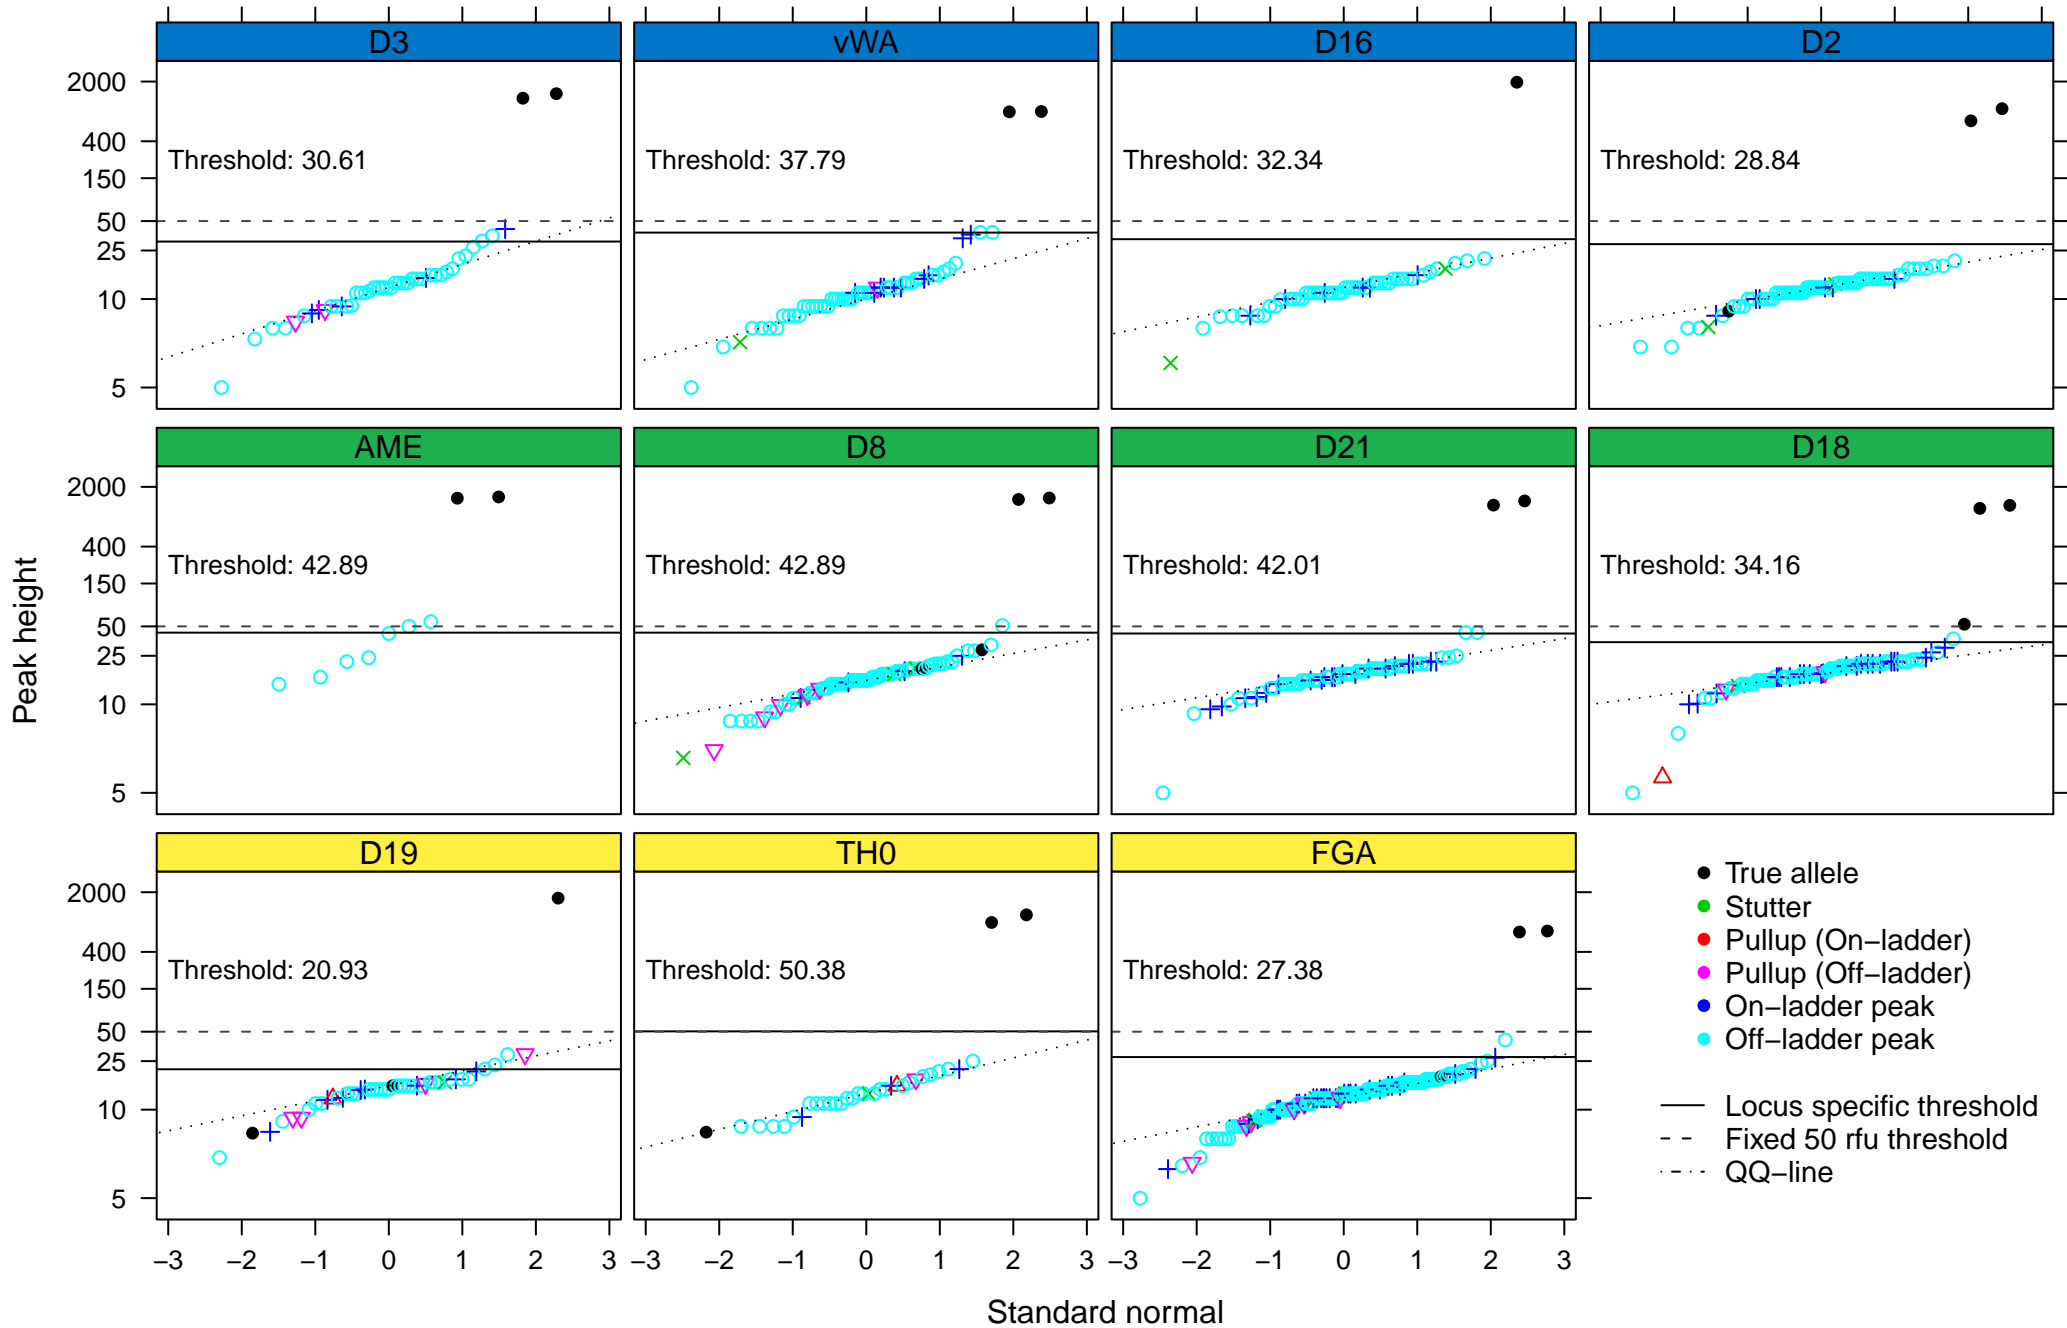 D3 vWA D16 D2
2000
400
150
50
25
10
5
Threshold: 30.61
Threshold: 37.79
Threshold: 32.34
Threshold: 28.84
AME D8 D21 D18
2000
400
150
50
25
10
5
Threshold: 42.89
Threshold: 42.89
Threshold: 42.01
Threshold: 34.16
Peak height
D19 TH0 FGA
2000
400
150
50
25
10
5
Threshold: 20.93
Threshold: 50.38
Threshold: 27.38
True allele
Stutter
Pullup (On−ladder)
Pullup (Off−ladder)
On−ladder peak
Off−ladder peak
Locus specific threshold
Fixed 50 rfu threshold
QQ−line
−3 −2 −1 0 1 2 3
−3 −2 −1 0 1 2 3
−3 −2 −1 0 1 2 3
Standard normal